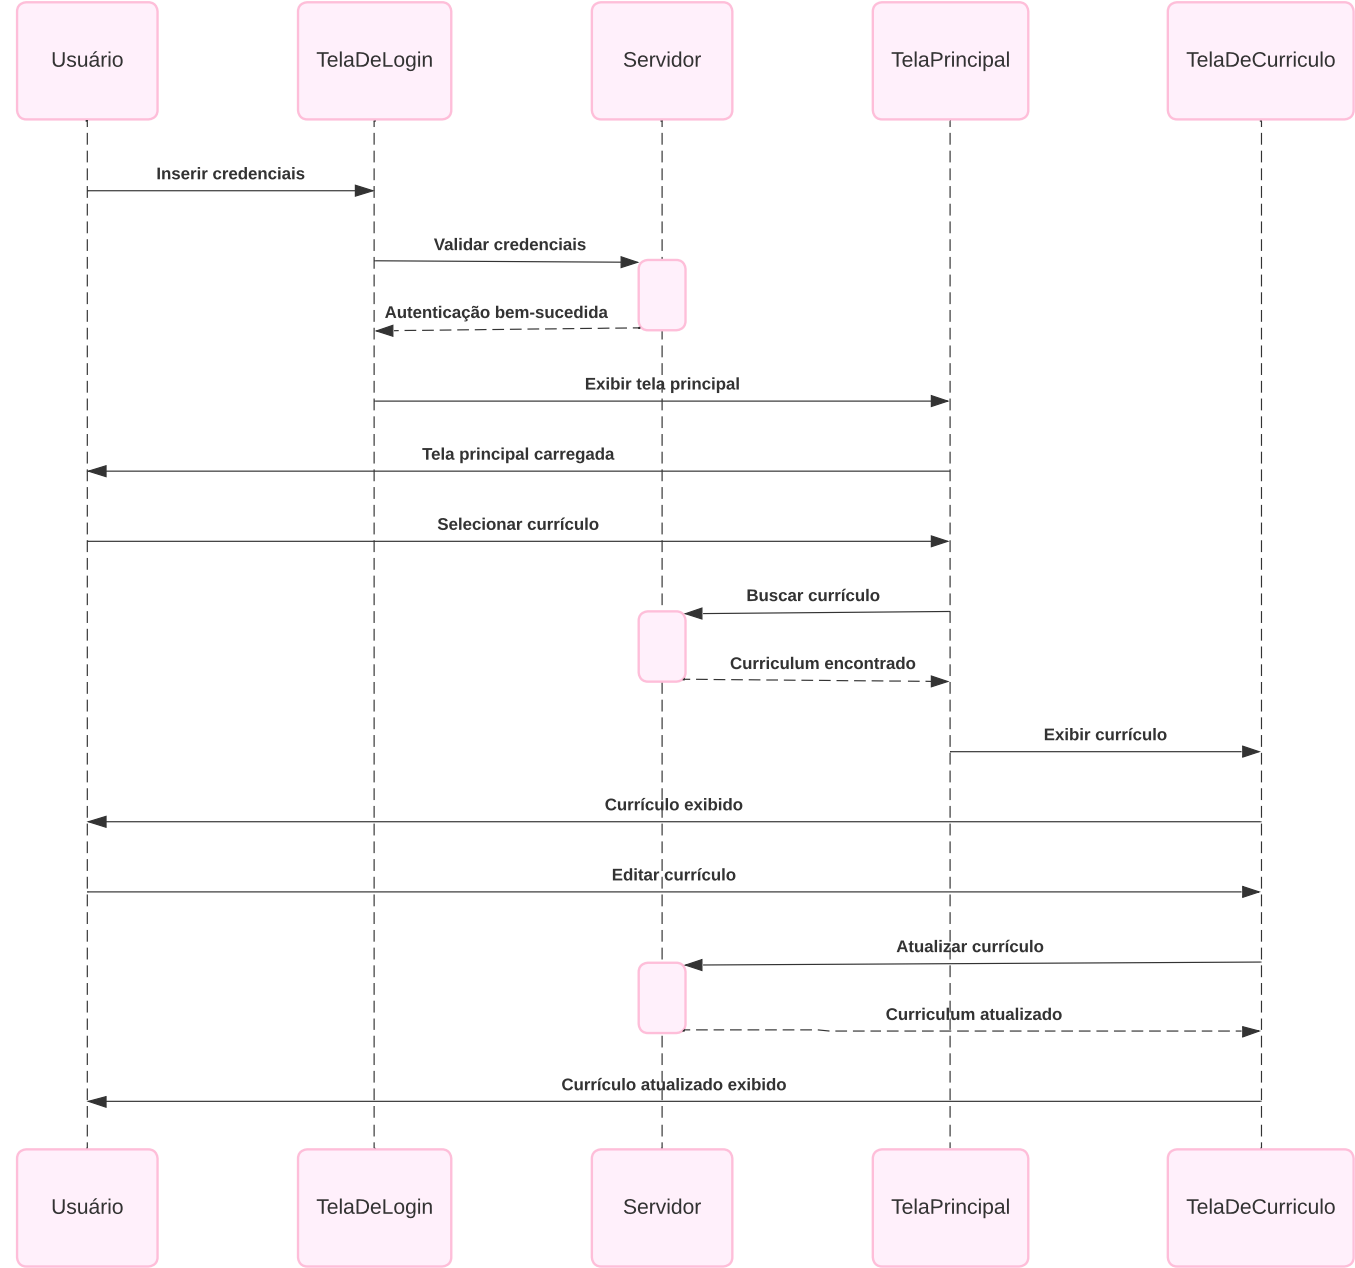 Usuário
TelaDeLogin
Servidor
TelaPrincipal
TelaDeCurriculo
Inserir credenciais
Validar credenciais
Autenticação bem-sucedida
Exibir tela principal
Tela principal carregada
Selecionar currículo
Buscar currículo
Curriculum encontrado
Exibir currículo
Currículo exibido
Editar currículo
Atualizar currículo
Curriculum atualizado
Currículo atualizado exibido
Usuário
TelaDeLogin
Servidor
TelaPrincipal
TelaDeCurriculo